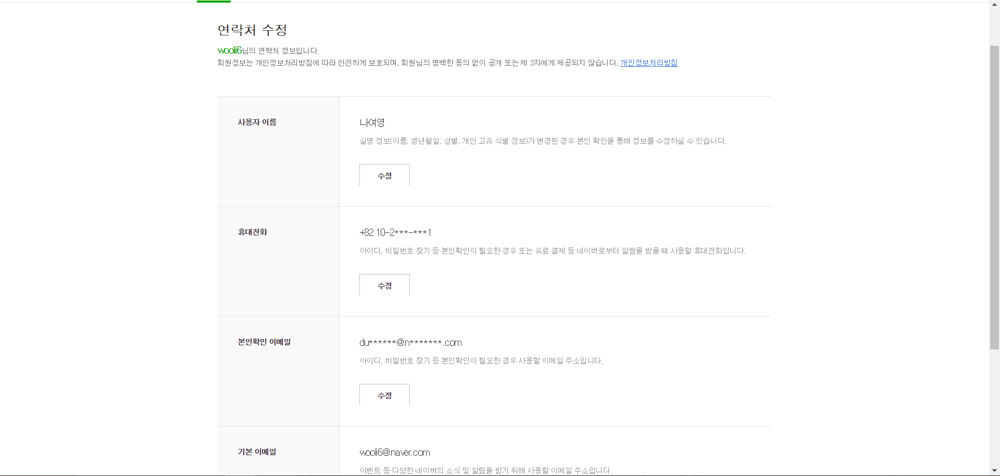 연락처 수정
wooli6님의 연락처 정보입니다.
회원정보는 개인정보처리방침에 따라 안전하게 보호되며, 회원님의 명백한 동의 없이 공개 또는 제 3자에게 제공되지 않습니다. 개인정보처리방침
사용자 이름
나여영
실명 정보(이름, 생년월일, 성별, 개인 고유 식별 정보)가 변경된 경우 본인 확인을 통해 정보를 수정하실 수 있습니다.
수정
휴대전화
+82 10-2***-***1
아이디, 비밀번호 찾기 등 본인확인이 필요한 경우 또는 유료 결제 등 네이버로부터 알림을 받을 때 사용할 휴대전화입니다.
수정
본인확인 이메일
du******@n*******.com
아이디, 비밀번호 찾기 등 본인확인이 필요한 경우 사용할 이메일 주소입니다.
수정
기본 이메일
wooli6@naver.com
이벤트 등 다양한 네이버의 소식 및 알림을 받기 위해 사용할 이메일 주소입니다.